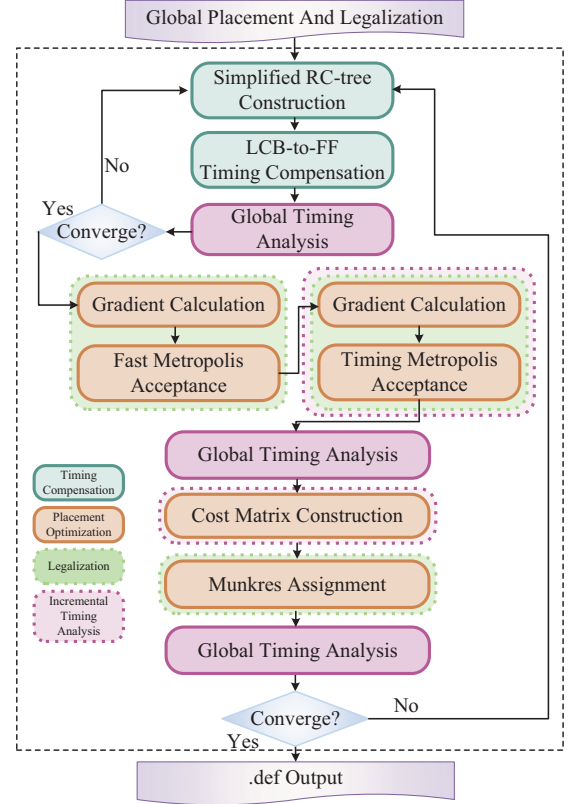 Global Placement And Legalization
Simplified RC-tree
Construction
No
LCB-to-FF
Timing Compensation
Yes
Converge?
Global Timing
Analysis
Gradient Calculation
Fast Metropolis
Acceptance
Gradient Calculation
Timing Metropolis
Acceptance
Global Timing Analysis
Cost Matrix Construction
Munkres Assignment
Global Timing Analysis
Timing
Compensation
Placement
Optimization
Legalization
Incremental
Timing
Analysis
Converge?
No
Yes
.def Output